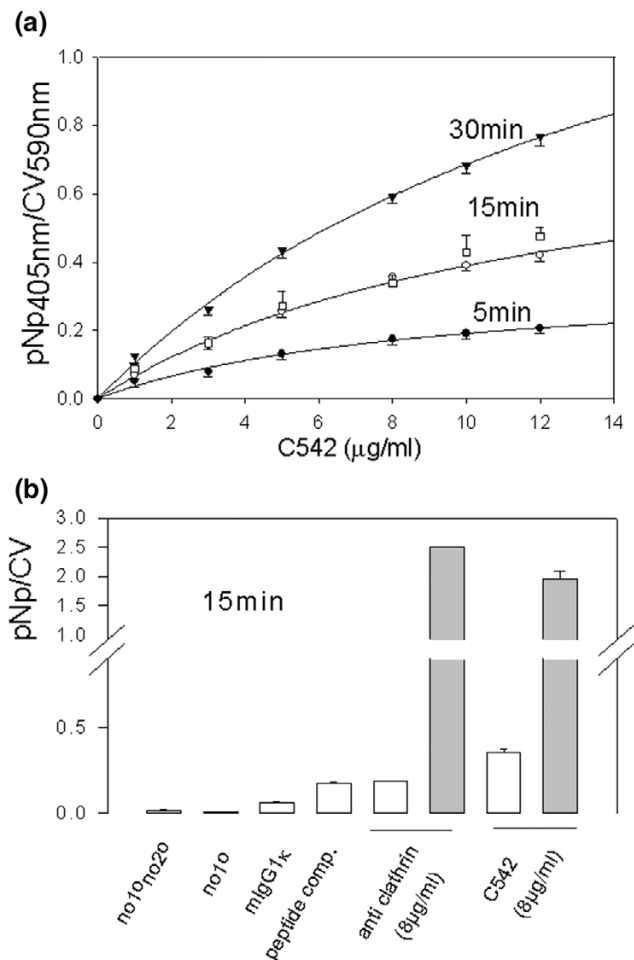 (a)
pNp405nm/CV590nm
1.0
0.8
0.6
0.4
0.2
0.0
30min
15min
5min
0 2 4 6 8 10 12 14
C542 (μg/ml)
(b)
pNp/CV
3.0
2.5
2.0
1.5
1.0
0.5
0.0
15min
no1ono2o
no1o
mIgG1κ
peptide comp.
anti clathrin
(8μg/ml)
C542
(8μg/ml)